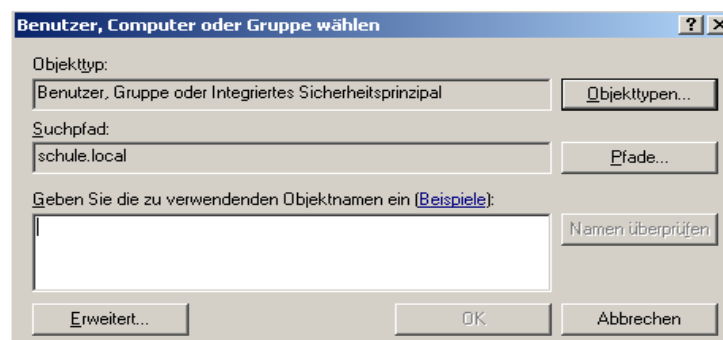 Benutzer, Computer oder Gruppe wählen
Objekttyp:
Benutzer, Gruppe oder Integriertes Sicherheitsprinzipal
Objekttypen...
Suchpfad:
schule.local
Pfade...
Geben Sie die zu verwendenden Objektnamen ein (Beispiele):
Namen überprüfen
Erweitert...
OK
Abbrechen